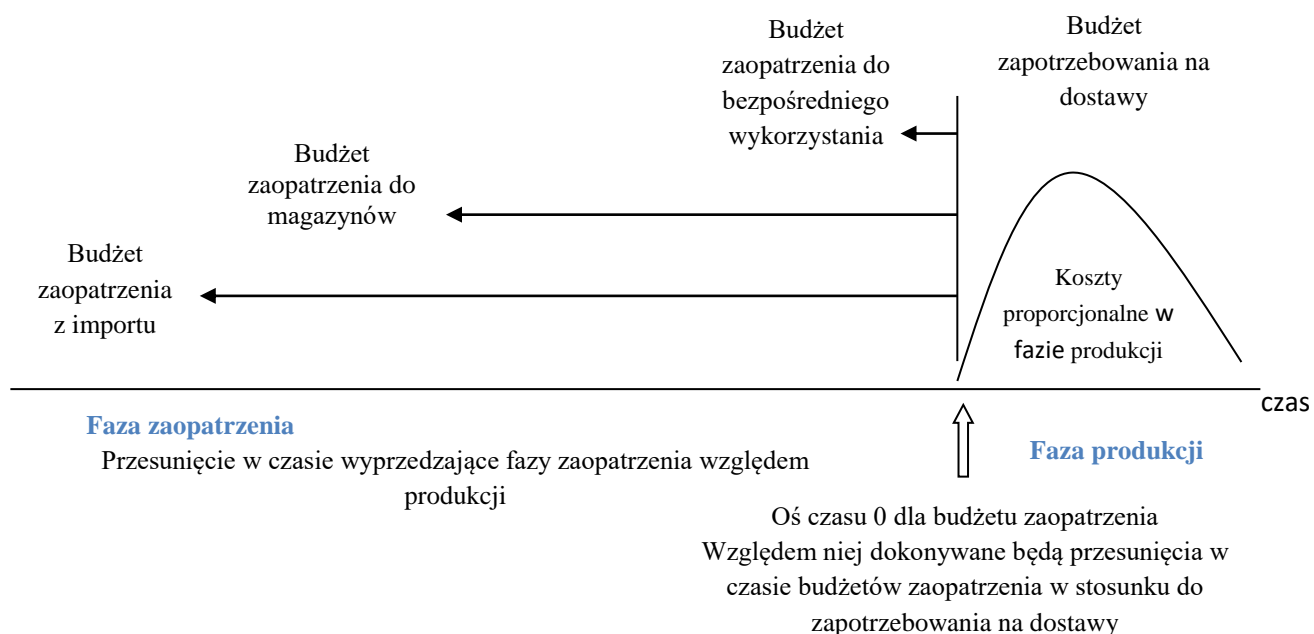 Budżet
zaopatrzenia do
bezpośredniego
wykorzystania
Budżet
zapotrzebowania na
dostawy
Budżet
zaopatrzenia do
magazynów
Budżet
zaopatrzenia
z importu
Koszty
proporcjonalne w
fazie produkcji
czas
Faza zaopatrzenia
Przesunięcie w czasie wyprzedzające fazy zaopatrzenia względem
produkcji
Faza produkcji
Oś czasu 0 dla budżetu zaopatrzenia
Względem niej dokonywane będą przesunięcia w
czasie budżetów zaopatrzenia w stosunku do
zapotrzebowania na dostawy